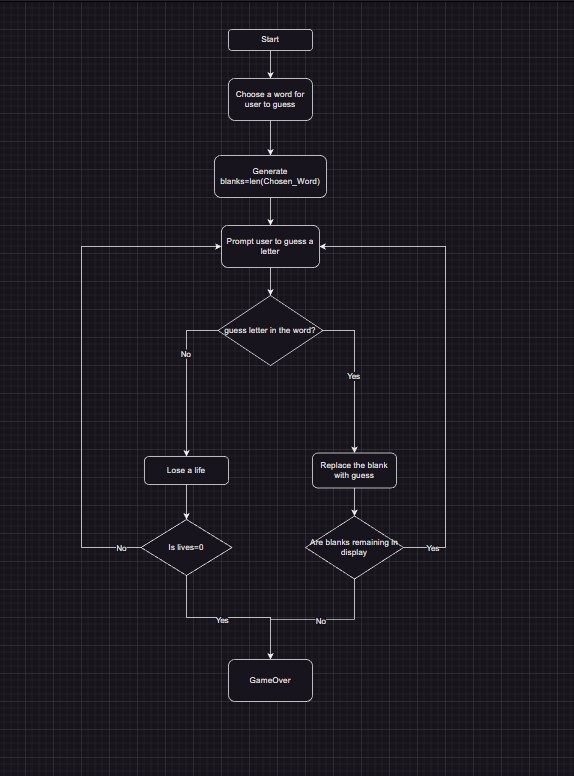 Start
Choose a word for
user to guess
Generate
blanks=len(Chosen_Word)
Prompt user to guess a
letter
guess letter in the word?
No
Yes
Lose a life
Replace the blank
with guess
No
Is lives=0
Are blanks remaining in
display
Yes
Yes
No
GameOver